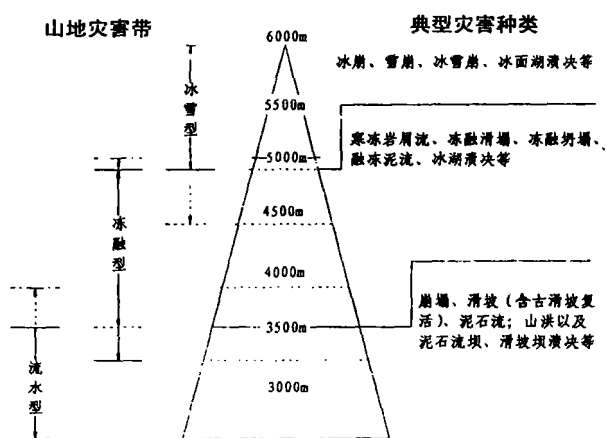 山地灾害带
典型灾害种类
冰雪型
冻融型
流水型
6000m
5500m
5000m
4500m
4000m
3500m
3000m
冰崩、雪崩、冰雪崩、冰面湖溃决等
寒冻岩屑流、冻融滑塌、冻融坍塌、
融冻泥流、冰湖溃决等
崩塌、滑坡（含古滑坡复
活）、泥石流；山洪以及
泥石流坝、滑坡坝溃决等